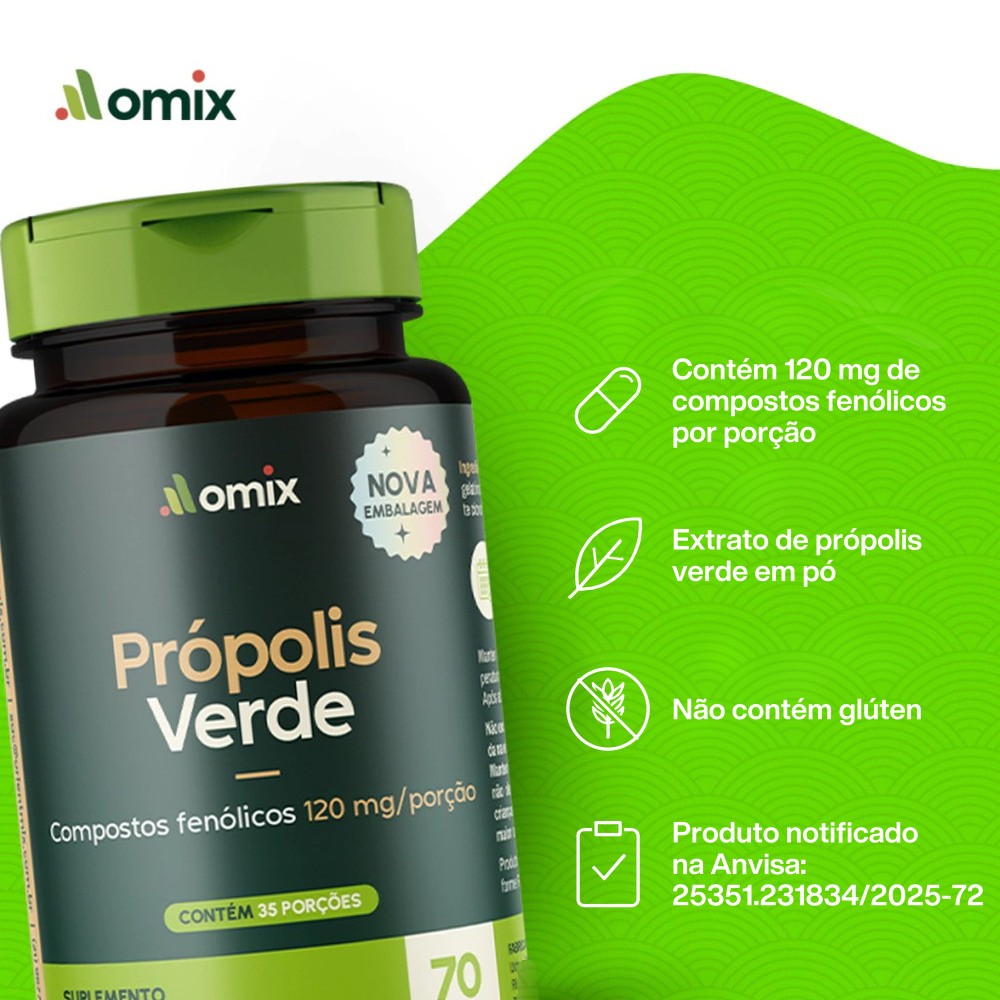 omix
omix
NOVA
EMBALAGEM
Própolis
Verde
Compostos fenólicos 120 mg/porção
CONTÉM 35 PORÇÕES
SUPLEMENTO
70
Contém 120 mg de
compostos fenólicos
por porção
Extrato de própolis
verde em pó
Não contém glúten
Produto notificado
na Anvisa:
25351.231834/2025-72